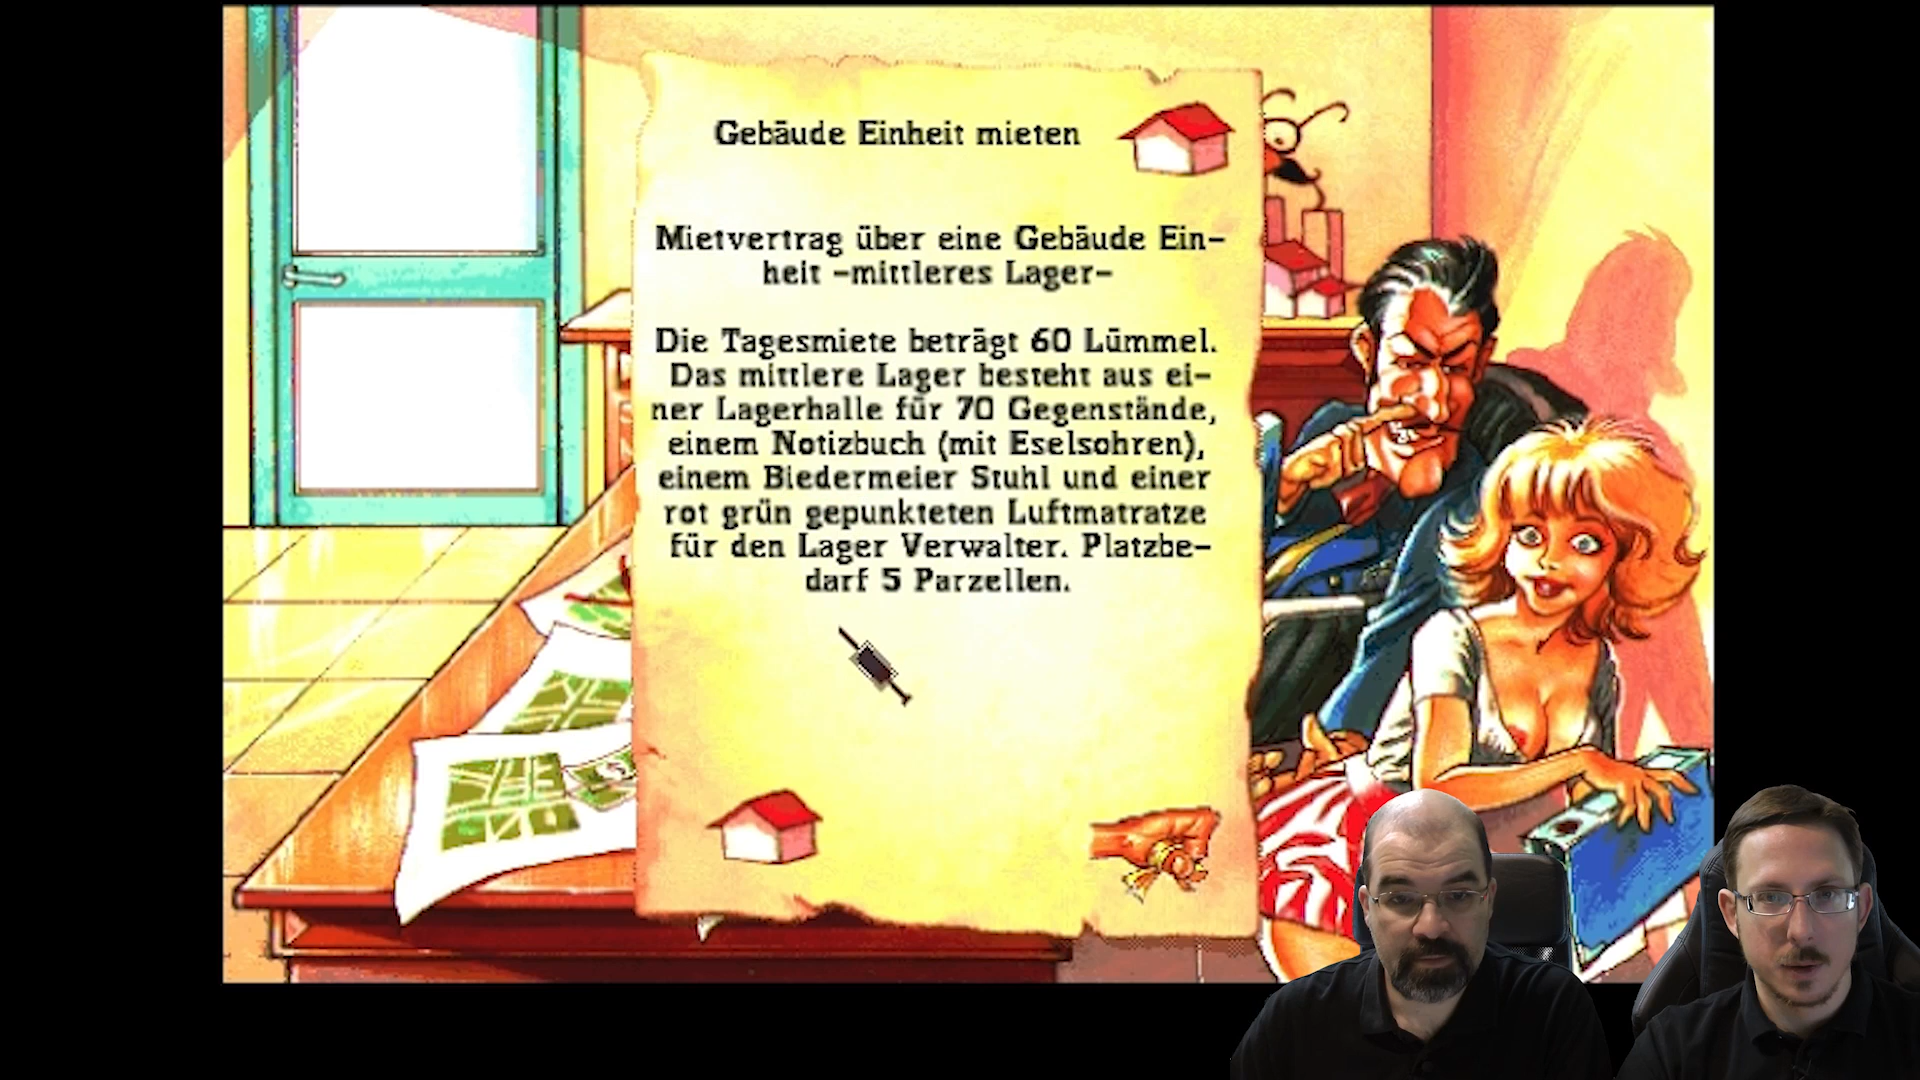 Gebäude Einheit mieten
Mietvertrag über eine Gebäude Ein-
heit -mittleres Lager-
Die Tagesmiete beträgt 60 Lümmel.
Das mittlere Lager besteht aus ei-
ner Lagerhalle für 70 Gegenstände,
einem Notizbuch (mit Eselsohren),
einem Biedermeier Stuhl und einer
rot grün gepunkteten Luftmatratze
für den Lager Verwalter. Platzbe-
darf 5 Parzellen.